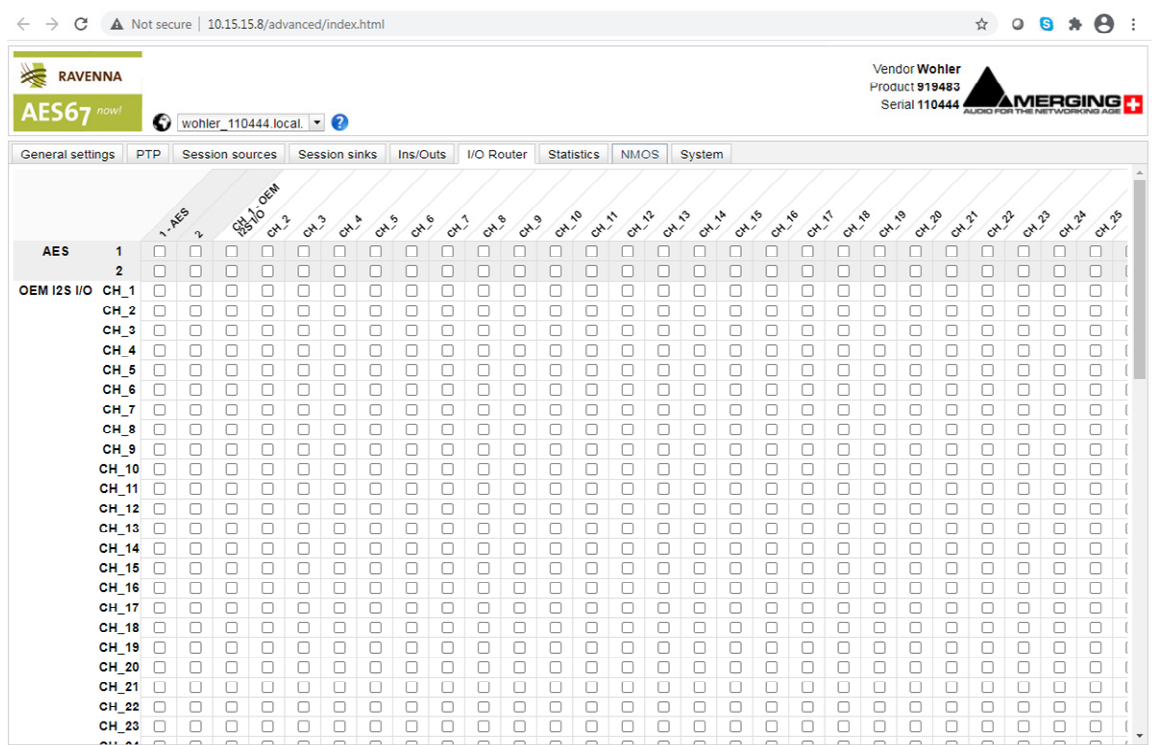 Not secure | 10.15.15.8/advanced/index.html
RAVENNA
AES67 now!
Vendor Wohler
Product 919483
Serial 110444
MERGING
AUDIO FOR THE NETWORKING AGE
wohler_110444.local.
General settings PTP Session sources Session sinks Ins/Outs I/O Router Statistics NMOS System
1 - AES 2 CH_1 - OEM I2S I/O CH_2 CH_3 CH_4 CH_5 CH_6 CH_7 CH_8 CH_9 CH_10 CH_11 CH_12 CH_13 CH_14 CH_15 CH_16 CH_17 CH_18 CH_19 CH_20 CH_21 CH_22 CH_23 CH_24 CH_25
AES 1
2
OEM I2S I/O CH_1
CH_2
CH_3
CH_4
CH_5
CH_6
CH_7
CH_8
CH_9
CH_10
CH_11
CH_12
CH_13
CH_14
CH_15
CH_16
CH_17
CH_18
CH_19
CH_20
CH_21
CH_22
CH_23